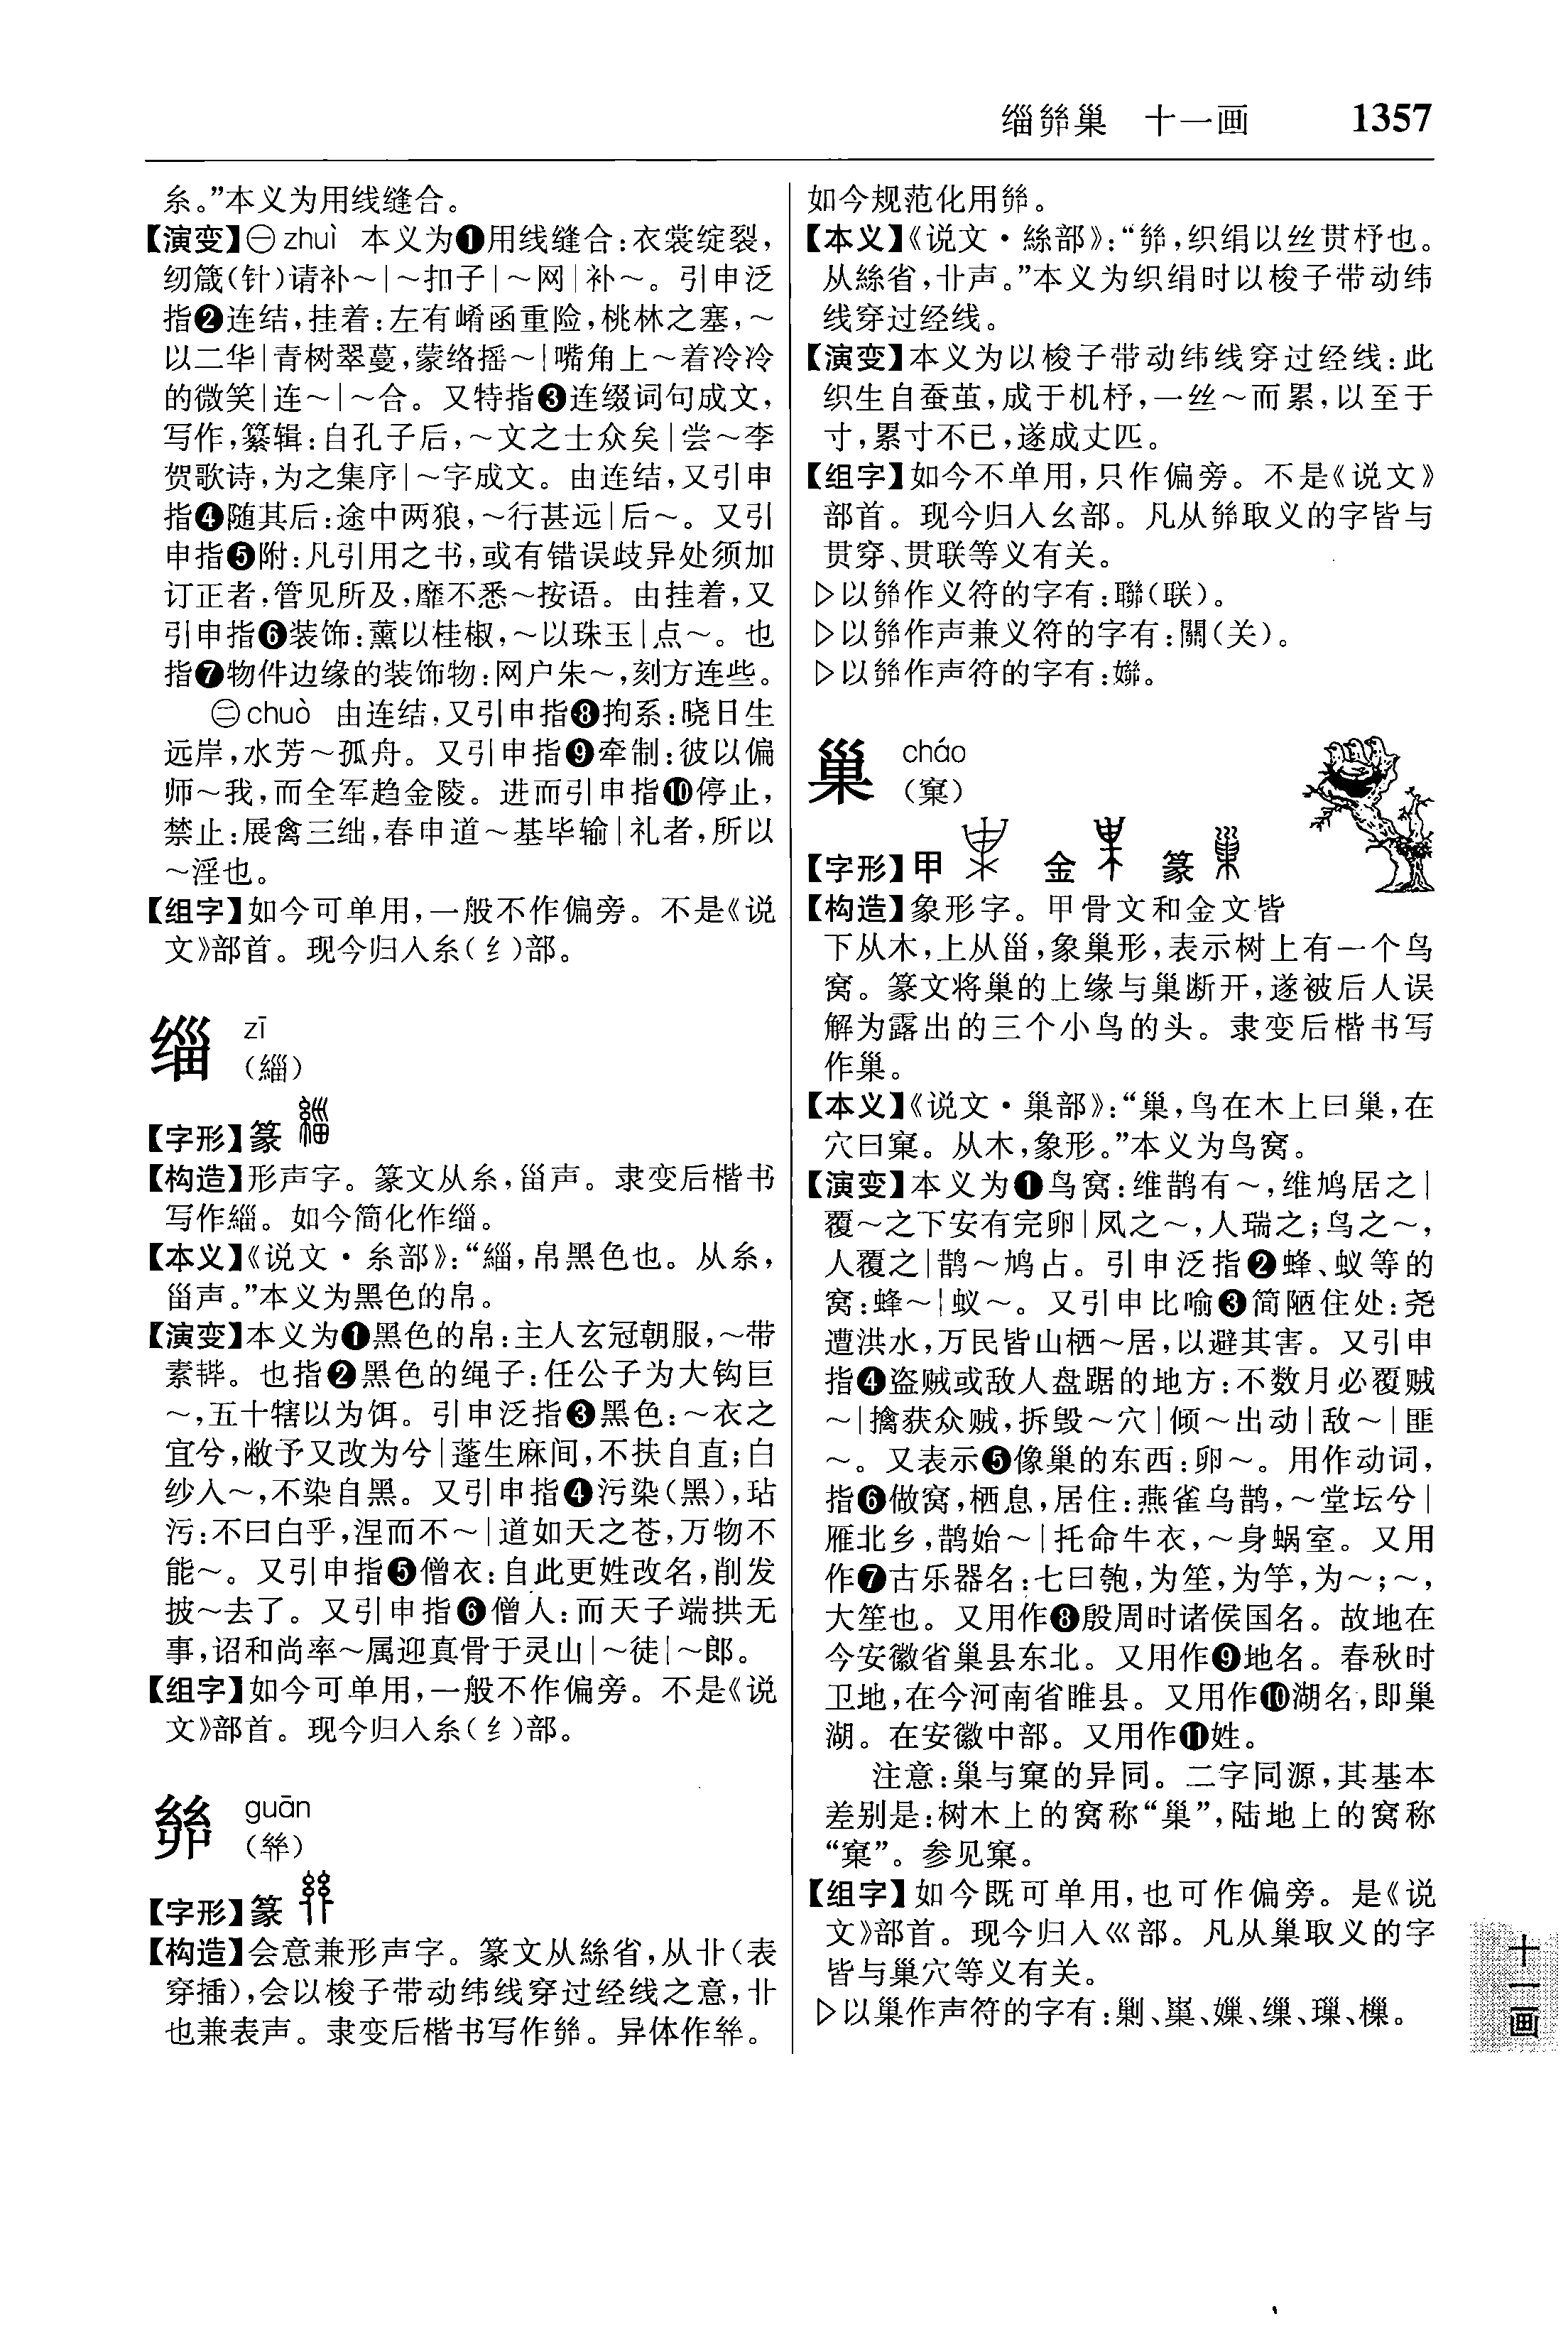 缁𢇇巢 十一画 1357
糸。”本义为用线缝合。
【演变】㊀zhuì 本义为❶用线缝合:衣裳绽裂,
纫箴(针)请补～|～扣子|～网|补～。引申泛
指❷连结,挂着:左有崤函重险,桃林之塞,～
以二华|青树翠蔓,蒙络摇～|嘴角上～着冷冷
的微笑|连～|～合。又特指❸连缀词句成文,
写作,纂辑:自孔子后,～文之士众矣|尝～李
贺歌诗,为之集序|～字成文。由连结,又引申
指❹随其后:途中两狼,～行甚远|后～。又引
申指❺附:凡引用之书,或有错误歧异处须加
订正者,管见所及,靡不悉～按语。由挂着,又
引申指❻装饰:薰以桂椒,～以珠玉|点～。也
指❼物件边缘的装饰物:网户朱～,刻方连些。
㊁chuò 由连结,又引申指❽拘系:晓日生
远岸,水芳～孤舟。又引申指❾牵制:彼以偏
师～我,而全军趋金陵。进而引申指❿停止,
禁止:展禽三绌,春申道～基毕输|礼者,所以
～淫也。
【组字】如今可单用,一般不作偏旁。不是《说
文》部首。现今归入糸(纟)部。
缁 zī
(緇)
【字形】篆
【构造】形声字。篆文从糸,甾声。隶变后楷书
写作緇。如今简化作缁。
【本义】《说文·糸部》:“緇,帛黑色也。从糸,
甾声。”本义为黑色的帛。
【演变】本义为❶黑色的帛:主人玄冠朝服,～带
素韠。也指❷黑色的绳子:任公子为大钩巨
～,五十犗以为饵。引申泛指❸黑色:～衣之
宜兮,敝予又改为兮|蓬生麻间,不扶自直;白
纱入～,不染自黑。又引申指❹污染(黑),玷
污:不曰白乎,涅而不～|道如天之苍,万物不
能～。又引申指❺僧衣:自此更姓改名,削发
披～去了。又引申指❻僧人:而天子端拱无
事,诏和尚率～属迎真骨于灵山|～徒|～郎。
【组字】如今可单用,一般不作偏旁。不是《说
文》部首。现今归入糸(纟)部。
𢇇 guān
【字形】篆
【构造】会意兼形声字。篆文从絲省,从丱(表
穿插),会以梭子带动纬线穿过经线之意,丱
也兼表声。隶变后楷书写作𢇇。异体作。
如今规范化用𢇇。
【本义】《说文·絲部》:“𢇇,织绢以丝贯杼也。
从絲省,丱声。”本义为织绢时以梭子带动纬
线穿过经线。
【演变】本义为以梭子带动纬线穿过经线:此
织生自蚕茧,成于机杼,一丝～而累,以至于
寸,累寸不已,遂成丈匹。
【组字】如今不单用,只作偏旁。不是《说文》
部首。现今归入幺部。凡从𢇇取义的字皆与
贯穿、贯联等义有关。
▷以𢇇作义符的字有:聯(联)。
▷以𢇇作声兼义符的字有:關(关)。
▷以𢇇作声符的字有:。
巢 cháo
(窠)
【字形】甲 金 篆
【构造】象形字。甲骨文和金文皆
下从木,上从甾,象巢形,表示树上有一个鸟
窝。篆文将巢的上缘与巢断开,遂被后人误
解为露出的三个小鸟的头。隶变后楷书写
作巢。
【本义】《说文·巢部》:“巢,鸟在木上曰巢,在
穴曰窠。从木,象形。”本义为鸟窝。
【演变】本义为❶鸟窝:维鹊有～,维鸠居之|
覆～之下安有完卵|凤之～,人瑞之;鸟之～,
人覆之|鹊～鸠占。引申泛指❷蜂、蚁等的
窝:蜂～|蚁～。又引申比喻❸简陋住处:尧
遭洪水,万民皆山栖～居,以避其害。又引申
指❹盗贼或敌人盘踞的地方:不数月必覆贼
～|擒获众贼,拆毁～穴|倾～出动|敌～|匪
～。又表示❺像巢的东西:卵～。用作动词,
指❻做窝,栖息,居住:燕雀乌鹊,～堂坛兮|
雁北乡,鹊始～|托命牛衣,～身蜗室。又用
作❼古乐器名:七曰匏,为笙,为竽,为～;～,
大笙也。又用作❽殷周时诸侯国名。故地在
今安徽省巢县东北。又用作❾地名。春秋时
卫地,在今河南省睢县。又用作❿湖名,即巢
湖。在安徽中部。又用作⓫姓。
注意:巢与窠的异同。二字同源,其基本
差别是:树木上的窝称“巢”,陆地上的窝称
“窠”。参见窠。
【组字】如今既可单用,也可作偏旁。是《说
文》部首。现今归入巛部。凡从巢取义的字
皆与巢穴等义有关。
▷以巢作声符的字有:剿、漅、㜈、缫、璅、樔。
十一画